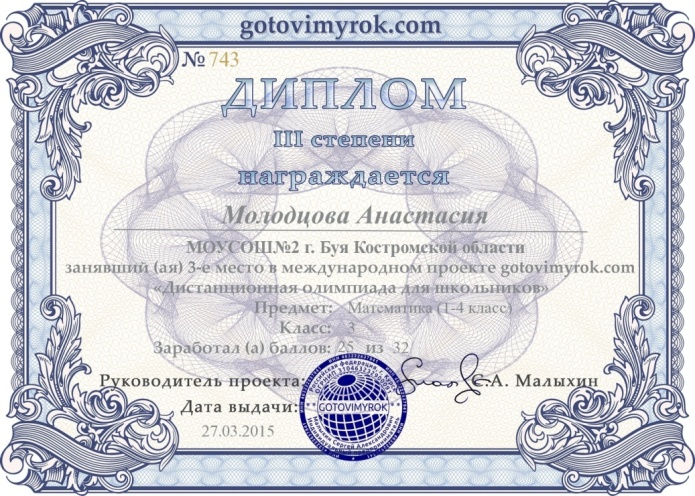 gotovimyrok.com
№ 743
ДИПЛОМ
III степени
награждается
Молодцова Анастасия
МОУСОШ№2 г. Буя Костромской области
занявший (ая) 3-е место в международном проекте gotovimyrok.com
«Дистанционная олимпиада для школьников»
Предмет: Математика (1-4 класс)
Класс: 3
Заработал (а) баллов: 25 из 32
Руководитель проекта: С.А. Малыхин
"GOTOVIMYROK"
Дата выдачи:
27.03.2015